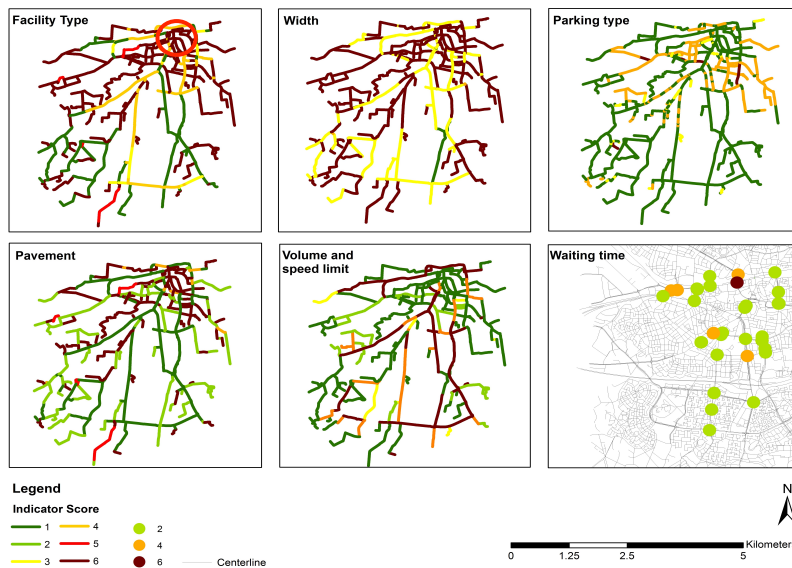 Facility Type
Width
Parking type
Pavement
Volume and
speed limit
Waiting time
Legend
Indicator Score
1 4 2
2 5 4
3 6 6
Centerline
N
Kilometers
0 1.25 2.5 5